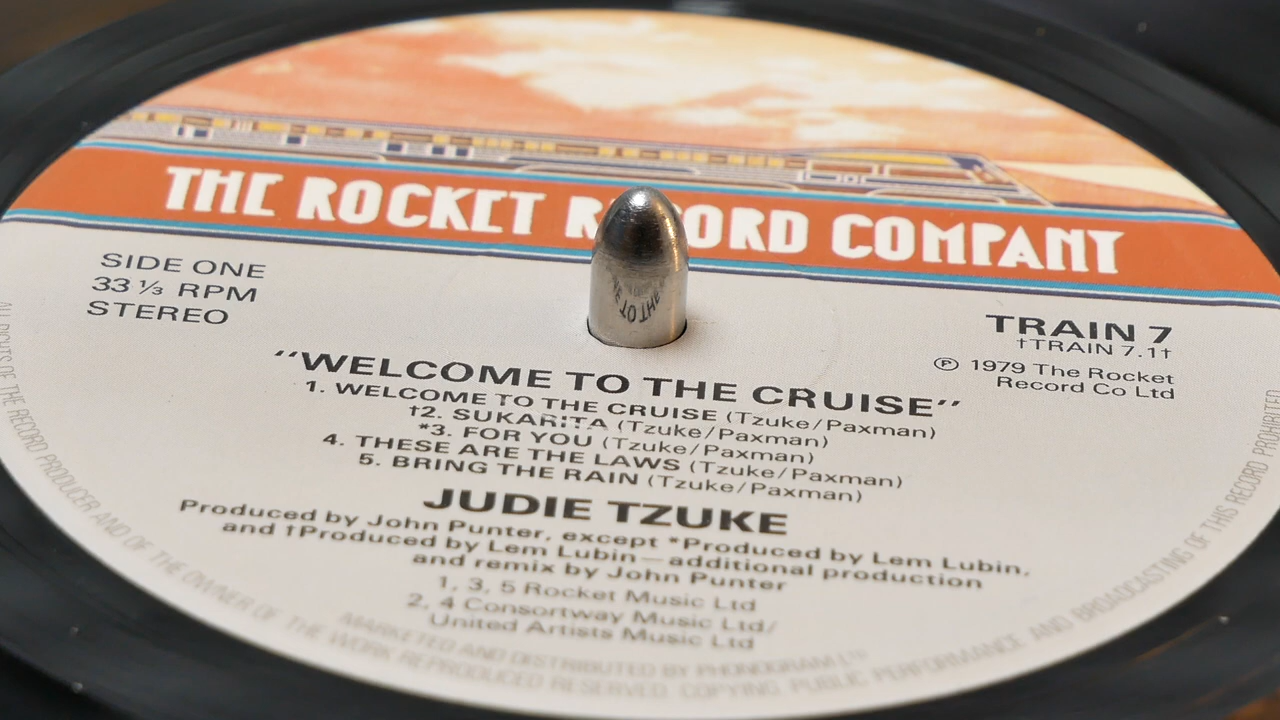 THE ROCKET RECORD COMPANY
SIDE ONE
33 ⅓ RPM
STEREO
TRAIN 7
†TRAIN 7.1†
Ⓟ 1979 The Rocket
Record Co Ltd
"WELCOME TO THE CRUISE"
1. WELCOME TO THE CRUISE (Tzuke/Paxman)
†2. SUKARITA (Tzuke/Paxman)
*3. FOR YOU (Tzuke/Paxman)
4. THESE ARE THE LAWS (Tzuke/Paxman)
5. BRING THE RAIN (Tzuke/Paxman)
JUDIE TZUKE
Produced by John Punter, except *Produced by Lem Lubin,
and †Produced by Lem Lubin — additional production
and remix by John Punter
1, 3, 5 Rocket Music Ltd
2, 4 Consortway Music Ltd/
United Artists Music Ltd
MARKETED AND DISTRIBUTED BY PHONOGRAM LTD
ALL RIGHTS OF THE RECORD PRODUCER AND OF THE OWNER OF THE WORK REPRODUCED RESERVED. COPYING, PUBLIC PERFORMANCE AND BROADCASTING OF THIS RECORD PROHIBITED